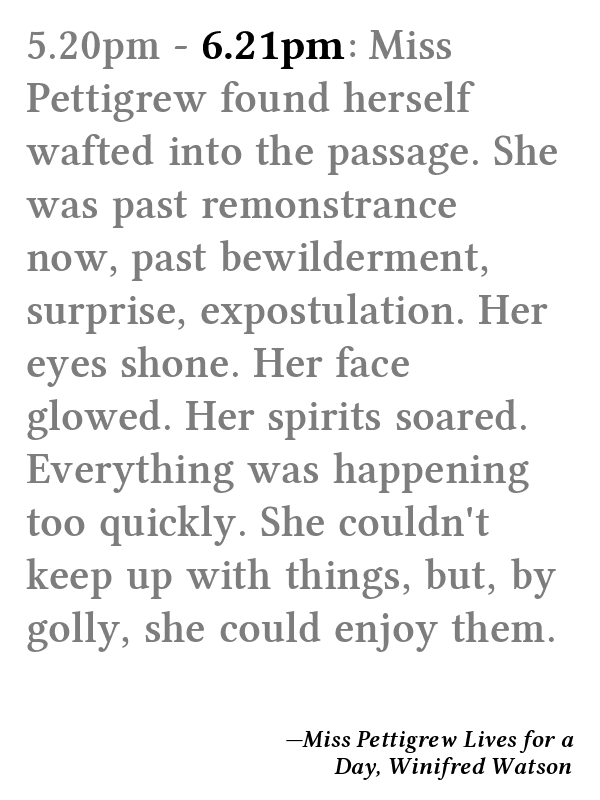 5.20pm - 6.21pm: Miss
Pettigrew found herself
wafted into the passage. She
was past remonstrance
now, past bewilderment,
surprise, expostulation. Her
eyes shone. Her face
glowed. Her spirits soared.
Everything was happening
too quickly. She couldn't
keep up with things, but, by
golly, she could enjoy them.
—Miss Pettigrew Lives for a
Day, Winifred Watson